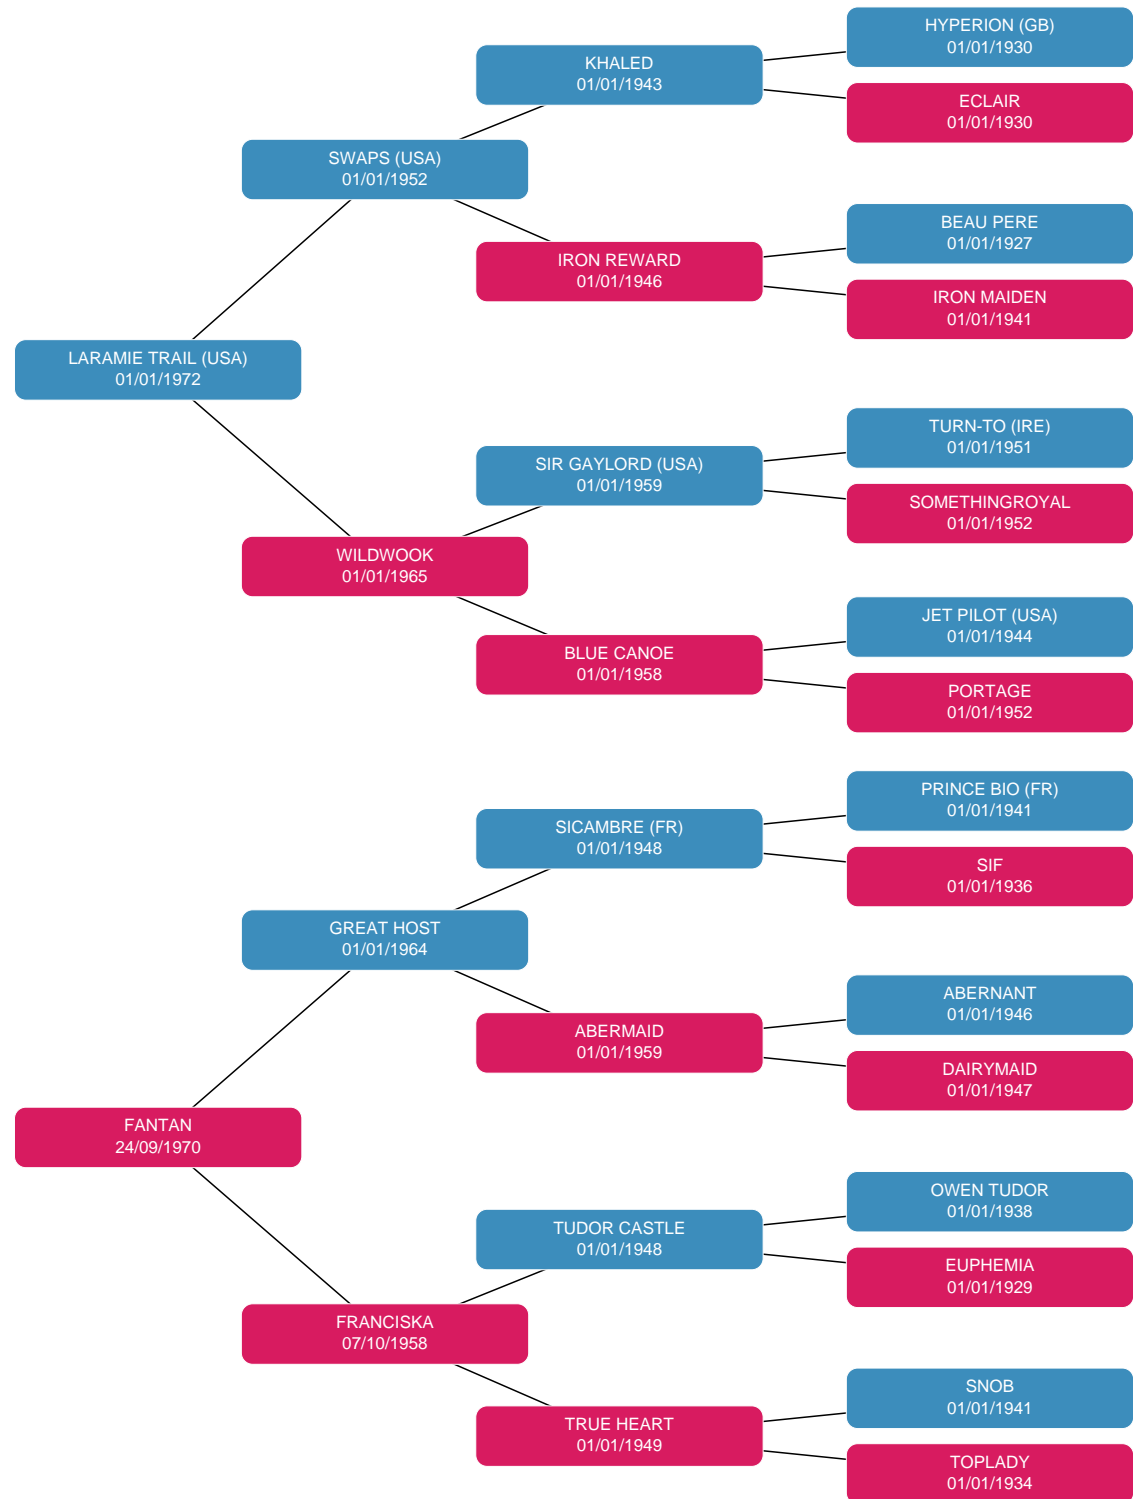 HYPERION (GB)
01/01/1930
KHALED
01/01/1943
ECLAIR
01/01/1930
SWAPS (USA)
01/01/1952
BEAU PERE
01/01/1927
IRON REWARD
01/01/1946
IRON MAIDEN
01/01/1941
LARAMIE TRAIL (USA)
01/01/1972
TURN-TO (IRE)
01/01/1951
SIR GAYLORD (USA)
01/01/1959
SOMETHINGROYAL
01/01/1952
WILDWOOK
01/01/1965
JET PILOT (USA)
01/01/1944
BLUE CANOE
01/01/1958
PORTAGE
01/01/1952
PRINCE BIO (FR)
01/01/1941
SICAMBRE (FR)
01/01/1948
SIF
01/01/1936
GREAT HOST
01/01/1964
ABERNANT
01/01/1946
ABERMAID
01/01/1959
DAIRYMAID
01/01/1947
FANTAN
24/09/1970
OWEN TUDOR
01/01/1938
TUDOR CASTLE
01/01/1948
EUPHEMIA
01/01/1929
FRANCISKA
07/10/1958
SNOB
01/01/1941
TRUE HEART
01/01/1949
TOPLADY
01/01/1934